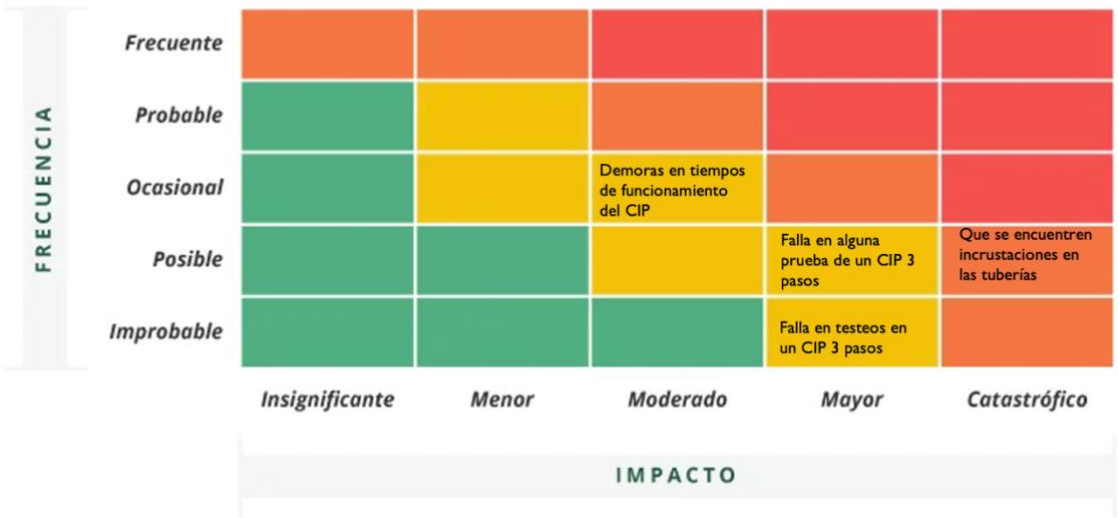 FRECUENCIA
Frecuente
Probable
Ocasional
Demoras en tiempos
de funcionamiento
del CIP
Posible
Falla en alguna
prueba de un CIP 3
pasos
Que se encuentren
incrustaciones en
las tuberías
Improbable
Falla en testeos en
un CIP 3 pasos
Insignificante
Menor
Moderado
Mayor
Catastrófico
IMPACTO